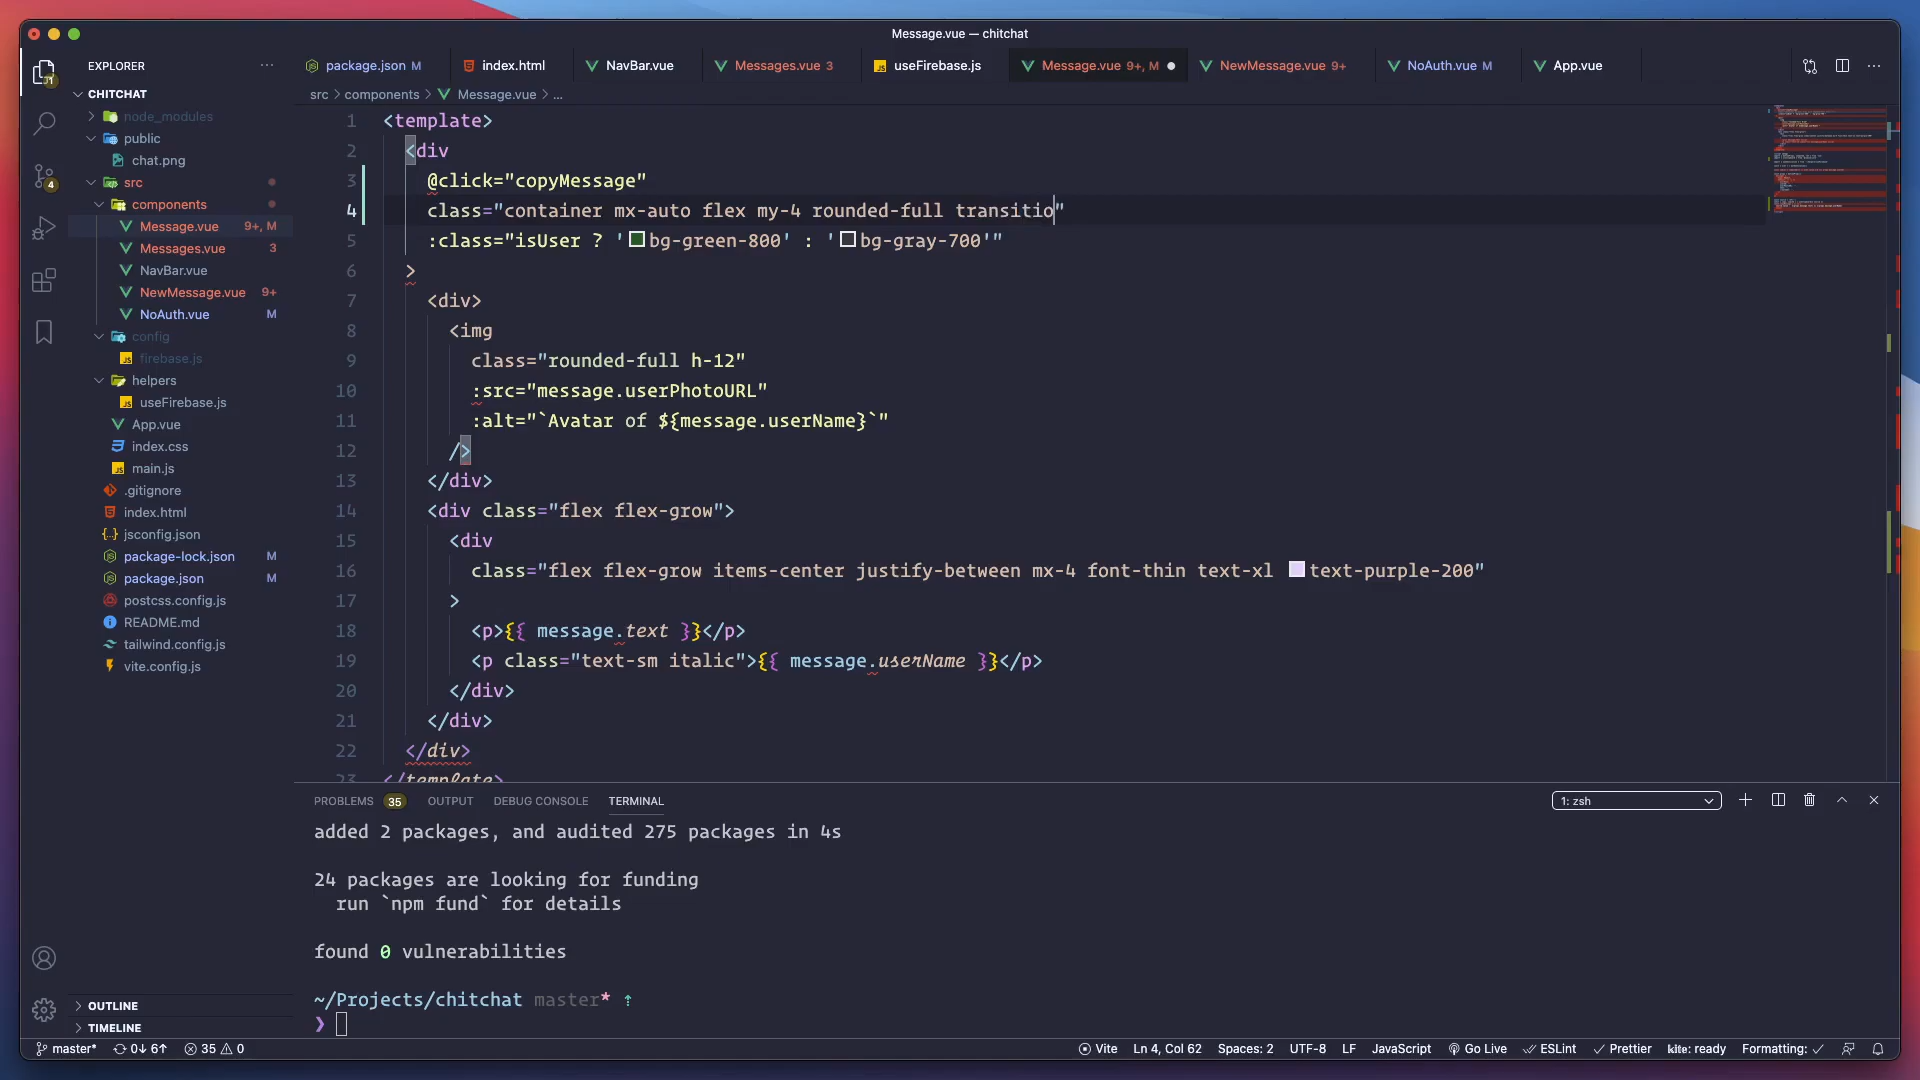 Message.vue — chitchat
EXPLORER
package.json M
index.html
NavBar.vue
Messages.vue 3
useFirebase.js
Message.vue 9+, M
NewMessage.vue 9+
NoAuth.vue M
App.vue
src > components > Message.vue > ...
CHITCHAT
node_modules
public
chat.png
src
components
Message.vue 9+, M
Messages.vue 3
NavBar.vue
NewMessage.vue 9+
NoAuth.vue M
config
firebase.js
helpers
useFirebase.js
App.vue
index.css
main.js
.gitignore
index.html
jsconfig.json
package-lock.json M
package.json M
postcss.config.js
README.md
tailwind.config.js
vite.config.js
OUTLINE
TIMELINE
1 <template>
2 <div
3 @click="copyMessage"
4 class="container mx-auto flex my-4 rounded-full transitio"
5 :class="isUser ? 'bg-green-800' : 'bg-gray-700'"
6 >
7 <div>
8 <img
9 class="rounded-full h-12"
10 :src="message.userPhotoURL"
11 :alt="`Avatar of ${message.userName}`"
12 />
13 </div>
14 <div class="flex flex-grow">
15 <div
16 class="flex flex-grow items-center justify-between mx-4 font-thin text-xl text-purple-200"
17 >
18 <p>{{ message.text }}</p>
19 <p class="text-sm italic">{{ message.userName }}</p>
20 </div>
21 </div>
22 </div>
23 </template>
PROBLEMS 35 OUTPUT DEBUG CONSOLE TERMINAL
1: zsh
added 2 packages, and audited 275 packages in 4s
24 packages are looking for funding
run `npm fund` for details
found 0 vulnerabilities
~/Projects/chitchat master* ⇡
❯
master* 0↓ 6↑ 35 0
Vite Ln 4, Col 62 Spaces: 2 UTF-8 LF JavaScript Go Live ESLint Prettier kite: ready Formatting: ✓